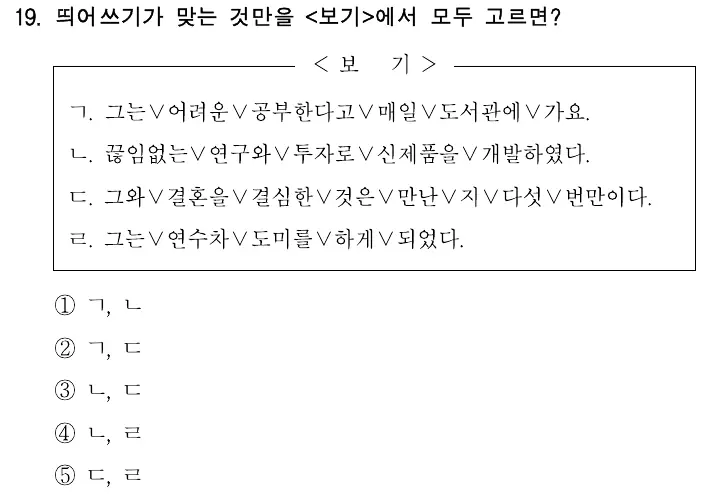 19. 띄어쓰기가 맞는 것만을 <보기>에서 모두 고르면?
< 보 기 >
ㄱ. 그는∨어려운∨공부한다고∨매일∨도서관에∨가요.
ㄴ. 끊임없는∨연구와∨투자로∨신제품을∨개발하였다.
ㄷ. 그와∨결혼을∨결심한∨것은∨만난∨지∨다섯∨번만이다.
ㄹ. 그는∨연수차∨도미를∨하게∨되었다.
① ㄱ, ㄴ
② ㄱ, ㄷ
③ ㄴ, ㄷ
④ ㄴ, ㄹ
⑤ ㄷ, ㄹ